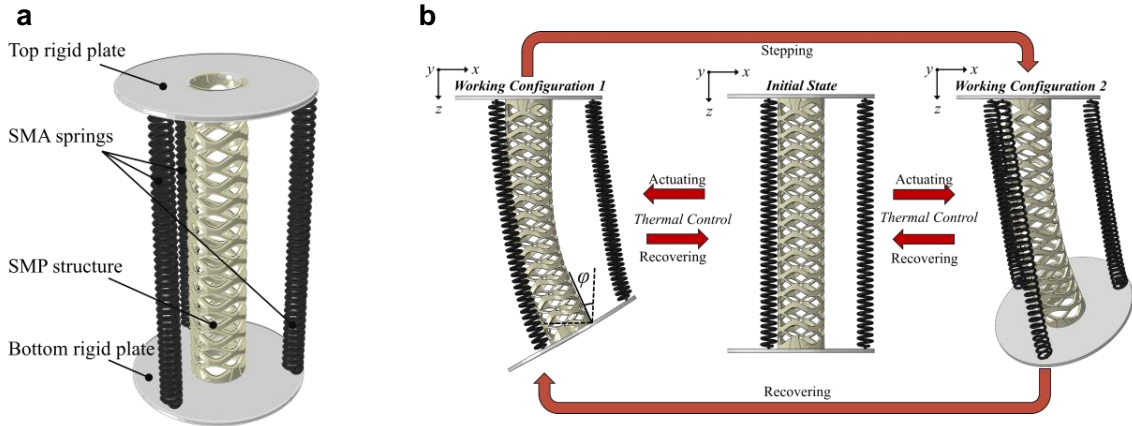 a
Top rigid plate
SMA springs
SMP structure
Bottom rigid plate
b
Stepping
y x
z
Working Configuration 1
y x
z
Initial State
y x
z
Working Configuration 2
Actuating
Thermal Control
Recovering
Actuating
Thermal Control
Recovering
φ
Recovering